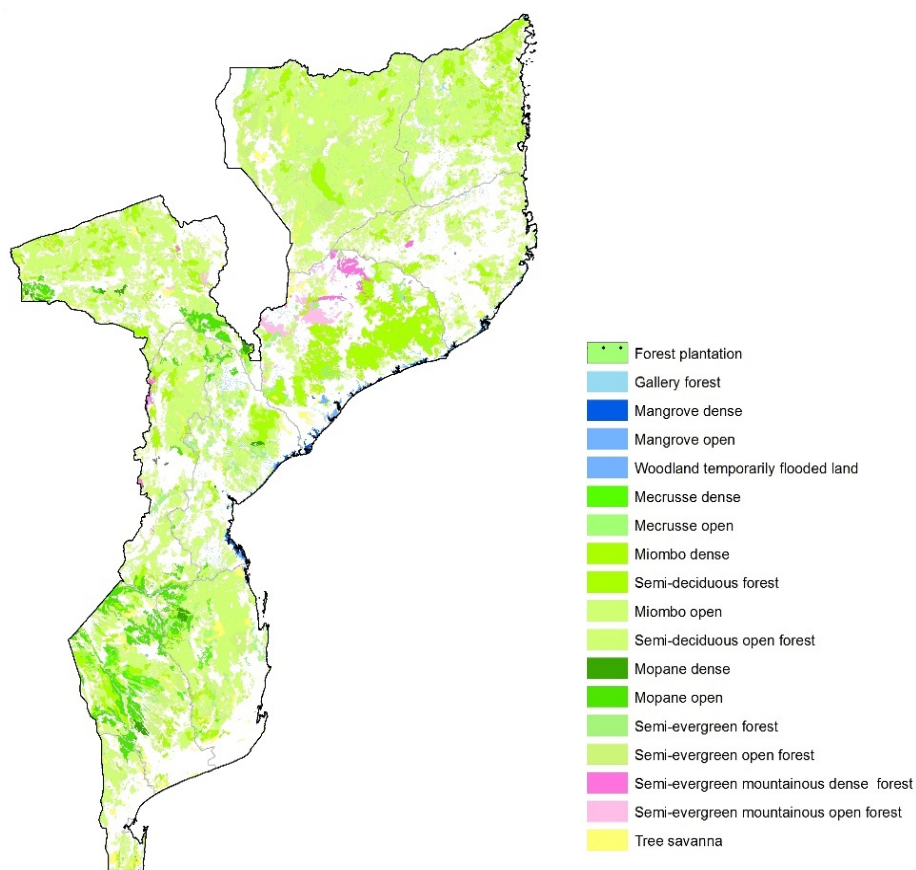 Forest plantation
Gallery forest
Mangrove dense
Mangrove open
Woodland temporarily flooded land
Mecrusse dense
Mecrusse open
Miombo dense
Semi-deciduous forest
Miombo open
Semi-deciduous open forest
Mopane dense
Mopane open
Semi-evergreen forest
Semi-evergreen open forest
Semi-evergreen mountainous dense forest
Semi-evergreen mountainous open forest
Tree savanna